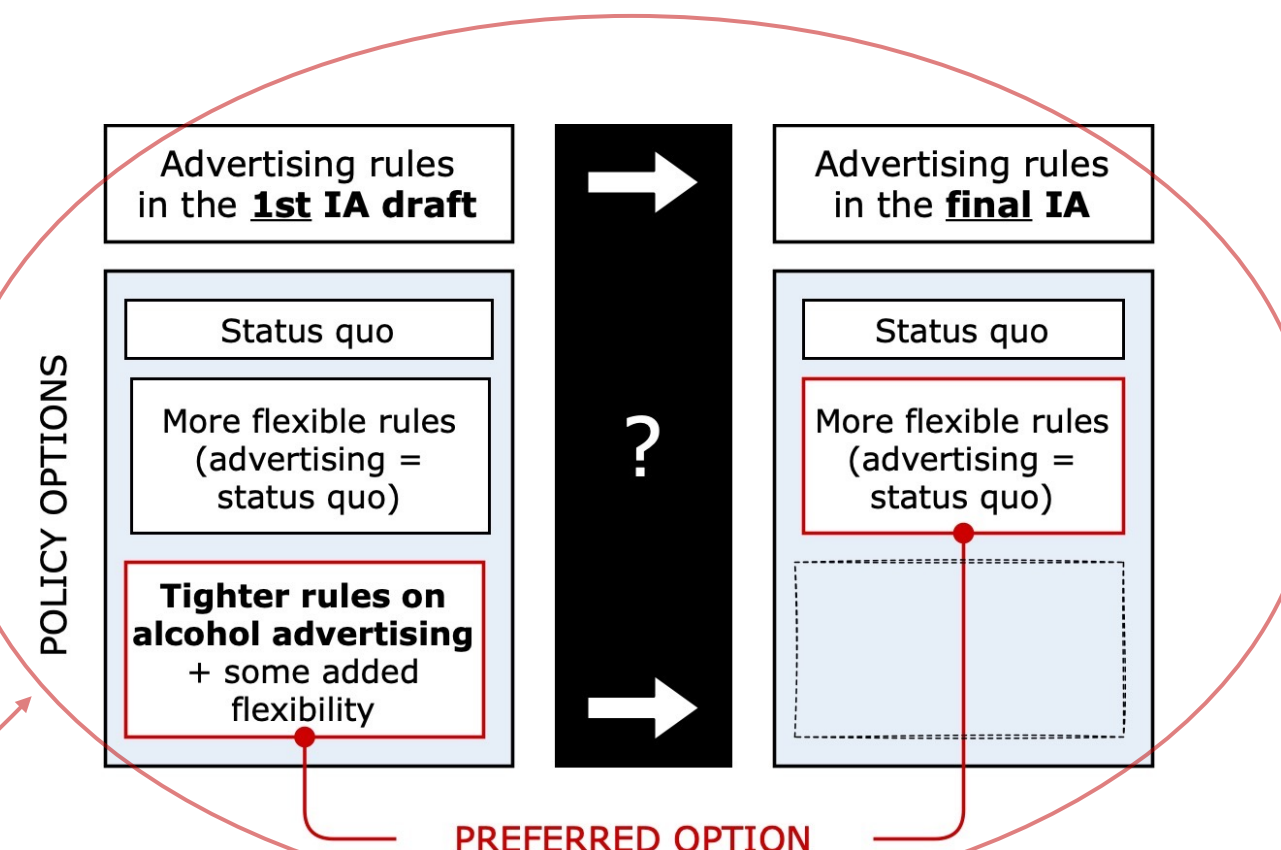 Advertising rules
in the 1st IA draft
Advertising rules
in the final IA
POLICY OPTIONS
Status quo
More flexible rules
(advertising =
status quo)
Tighter rules on
alcohol advertising
+ some added
flexibility
?
Status quo
More flexible rules
(advertising =
status quo)
PREFERRED OPTION